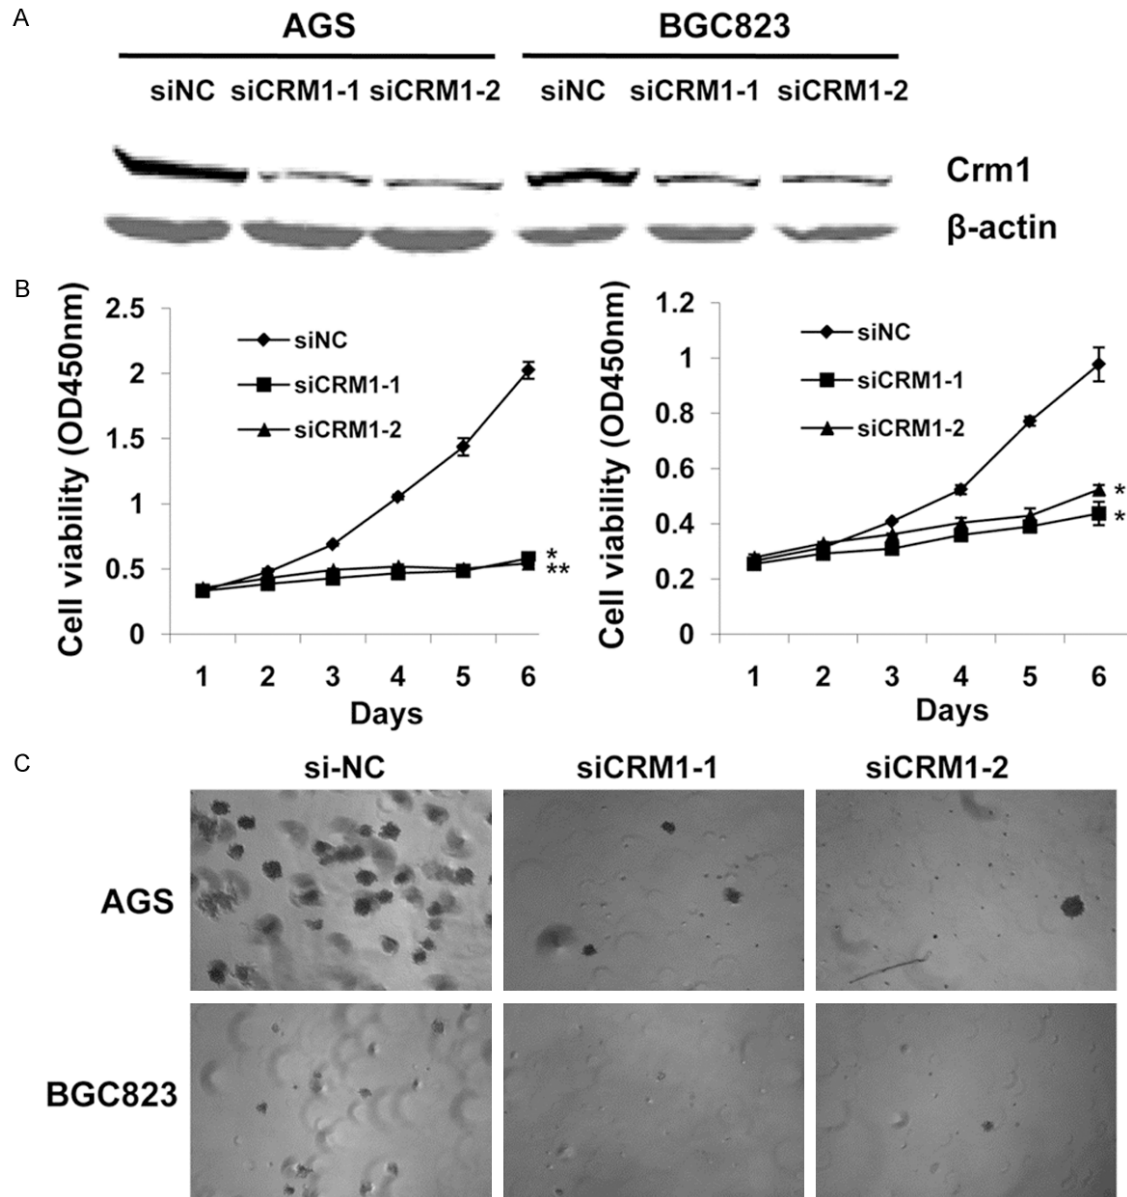 A
AGS BGC823
siNC siCRM1-1 siCRM1-2 siNC siCRM1-1 siCRM1-2
Crm1
β-actin
B
Cell viability (OD450nm)
2.5
2
1.5
1
0.5
0
siNC
siCRM1-1
siCRM1-2
*
**
1 2 3 4 5 6
Days
Cell viability (OD450nm)
1.2
1
0.8
0.6
0.4
0.2
0
siNC
siCRM1-1
siCRM1-2
*
*
1 2 3 4 5 6
Days
C
si-NC siCRM1-1 siCRM1-2
AGS
BGC823